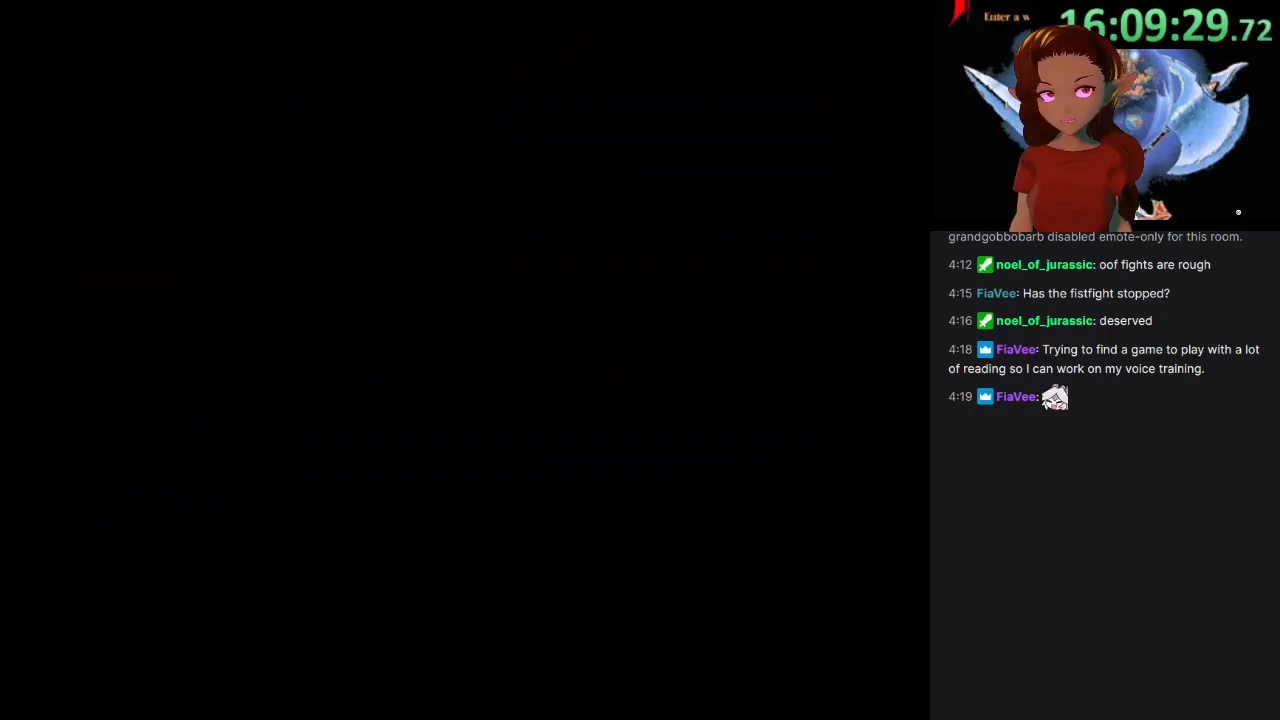 Enter a w
16:09:29.72
grandgobbobarb disabled emote-only for this room.
4:12 noel_of_jurassic: oof fights are rough
4:15 FiaVee: Has the fistfight stopped?
4:16 noel_of_jurassic: deserved
4:18 FiaVee: Trying to find a game to play with a lot
of reading so I can work on my voice training.
4:19 FiaVee: